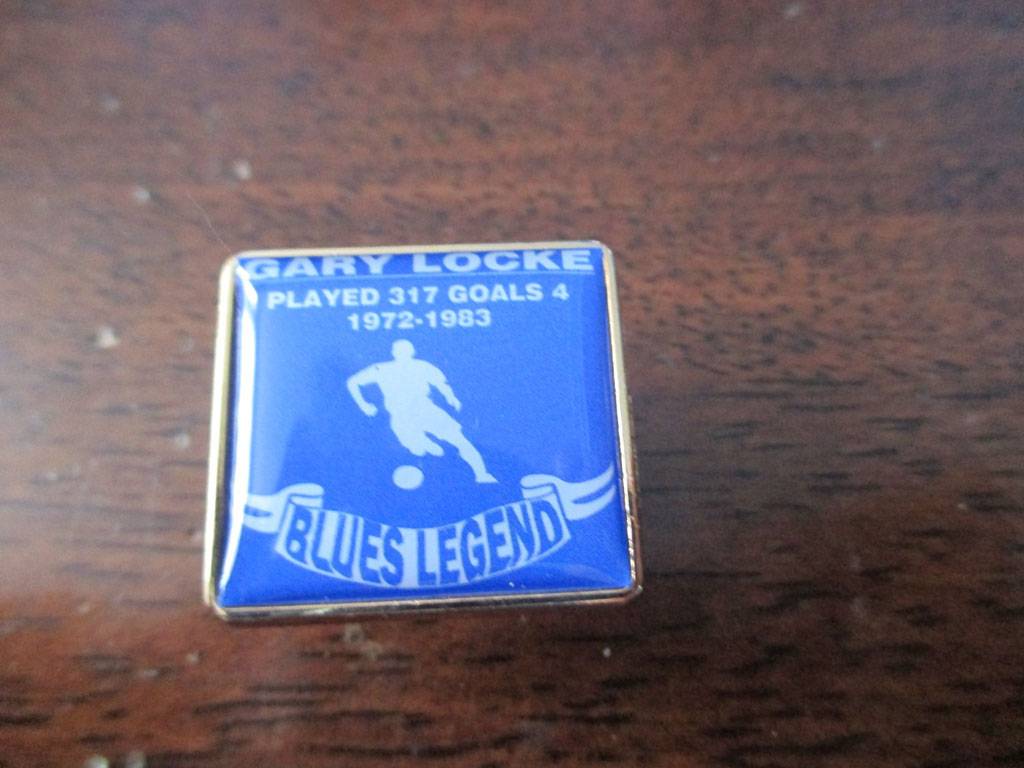 GARY LOCKE
PLAYED 317 GOALS 4
1972-1983
BLUES LEGEND